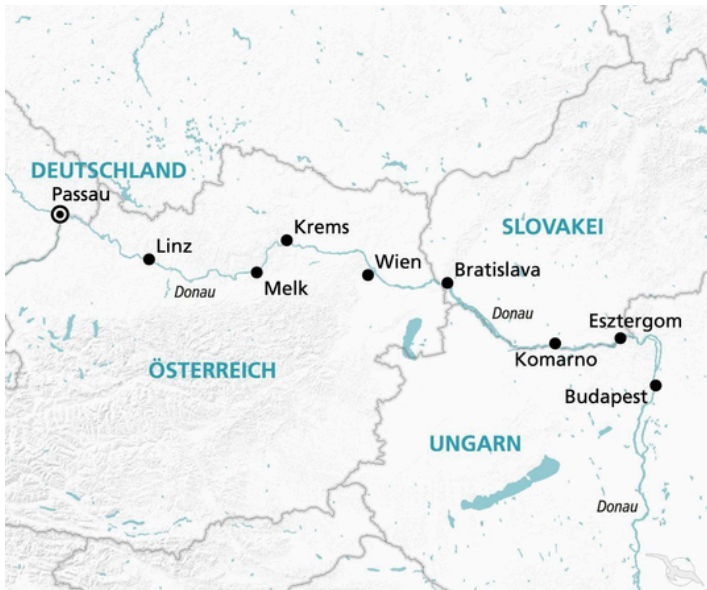 DEUTSCHLAND
Passau
Linz
Donau
Krems
Melk
Wien
SLOVAKEI
Bratislava
Donau
Esztergom
Komarno
Budapest
ÖSTERREICH
UNGARN
Donau